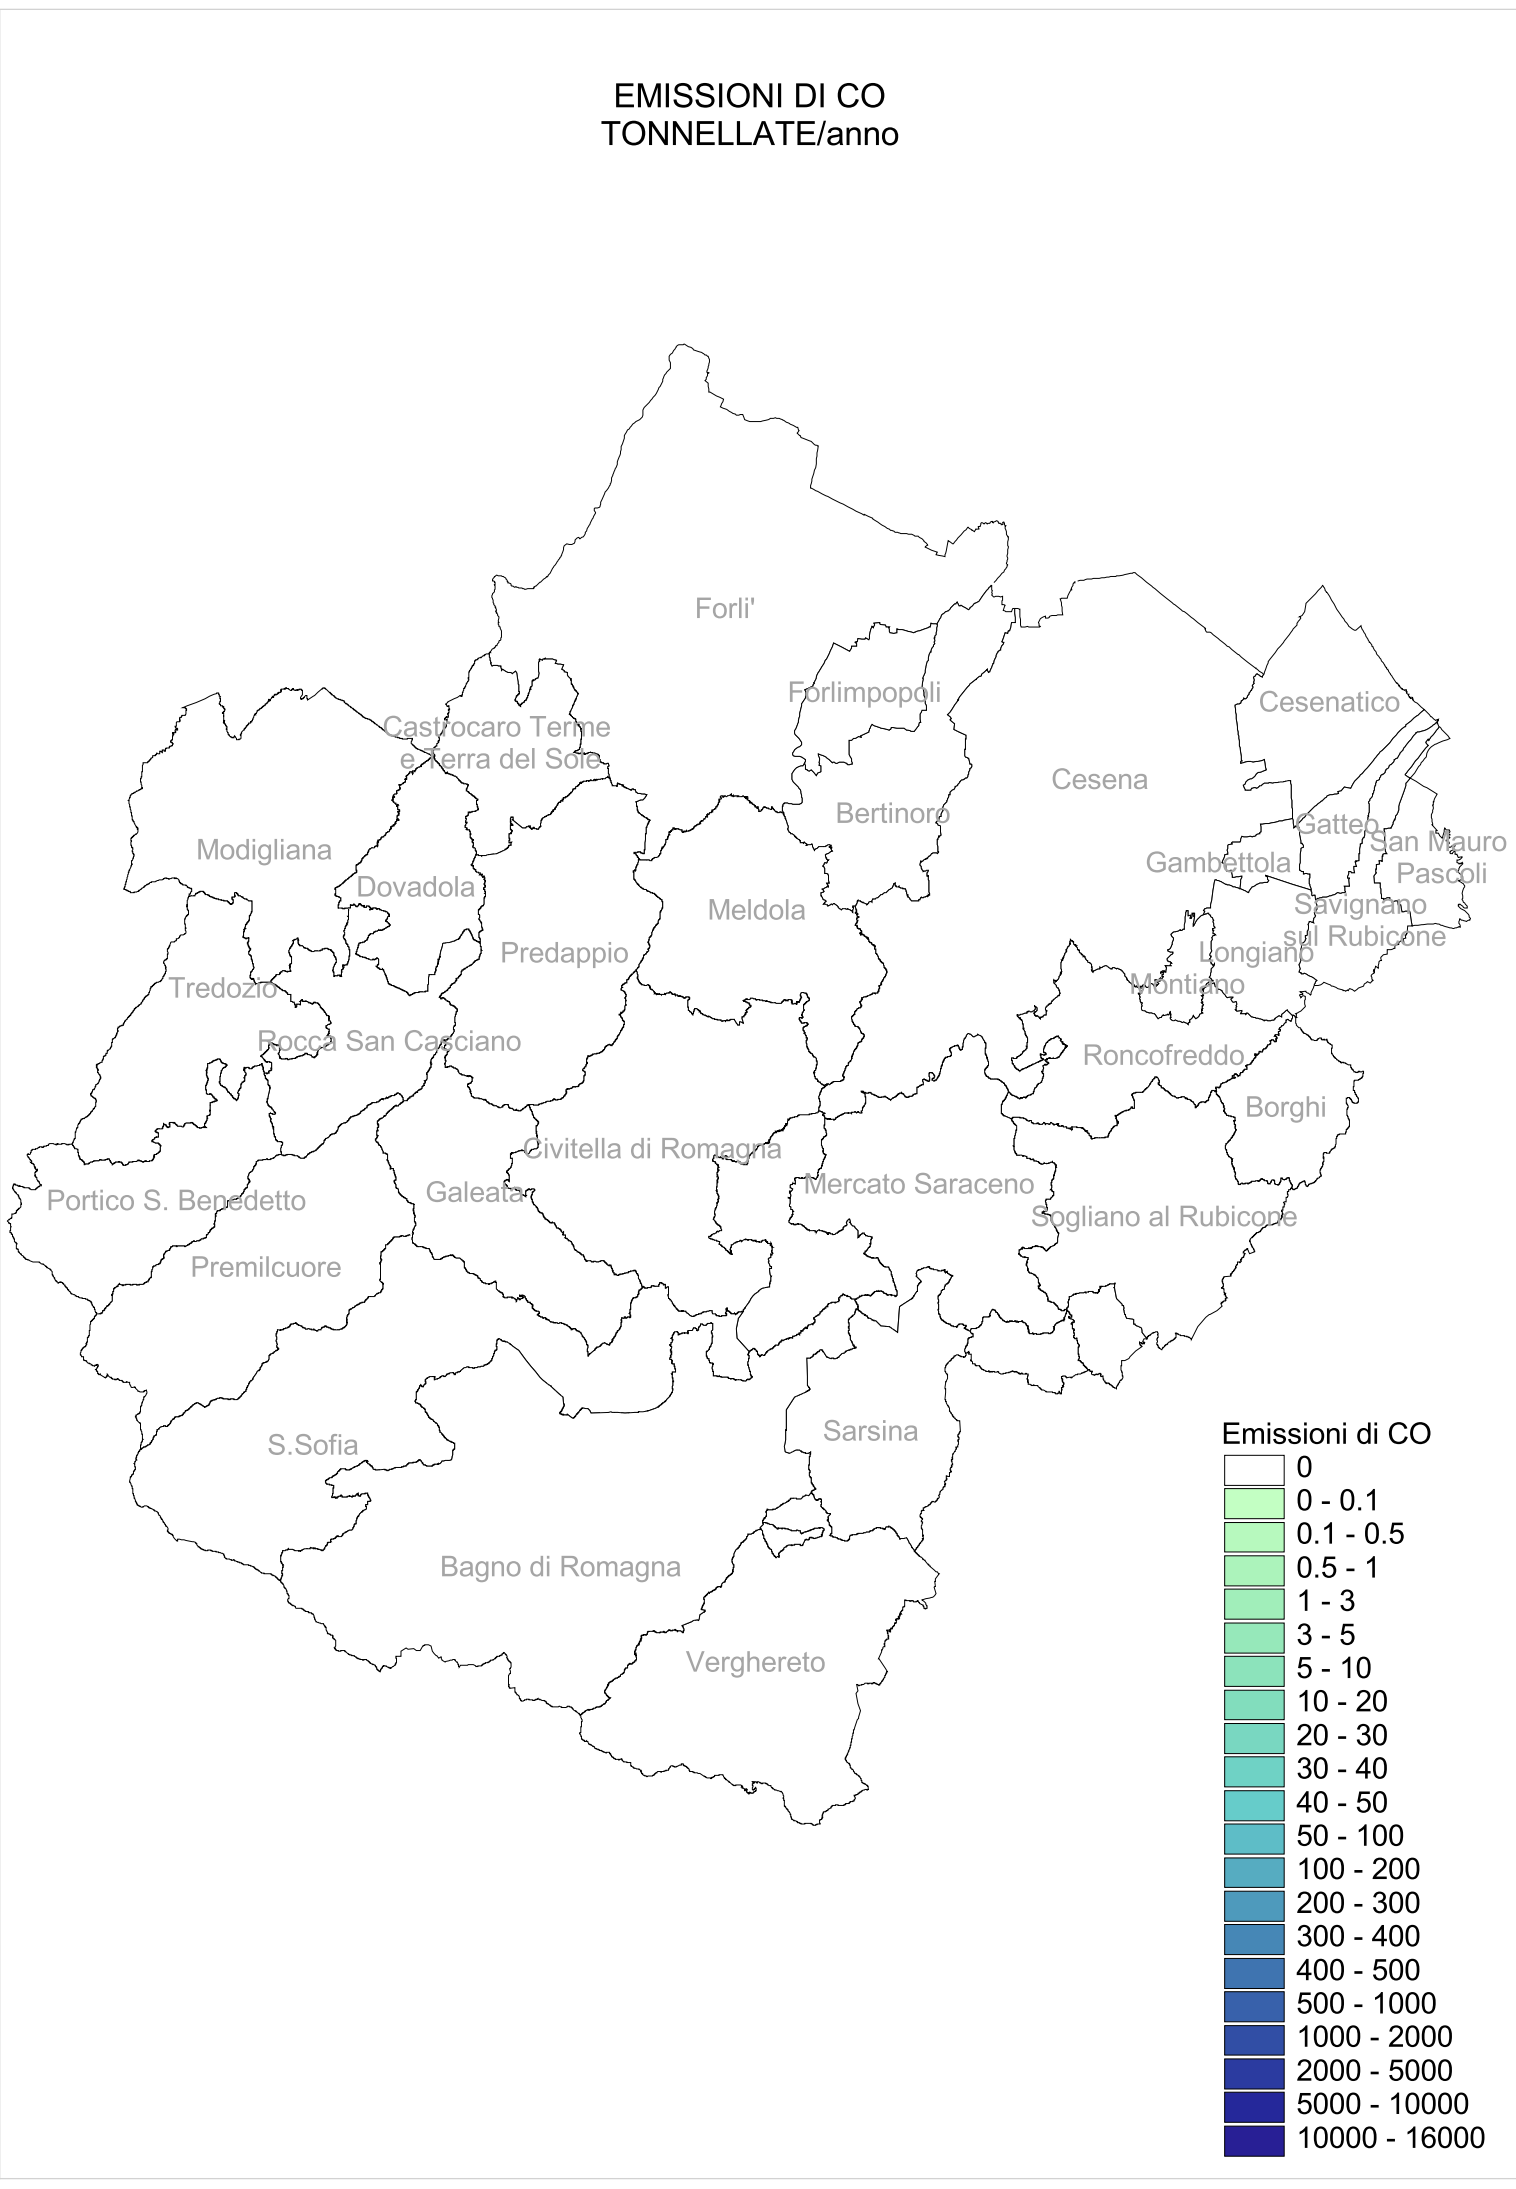 EMISSIONI DI CO
TONNELLATE/anno
Forli'
Forlimpopoli
Cesenatico
Castrocaro Terme
e Terra del Sole
Cesena
Bertinoro
Gatteo
San Mauro
Pascoli
Modigliana
Gambettola
Dovadola
Meldola
Savignano
sul Rubicone
Predappio
Longiano
Tredozio
Montiano
Rocca San Casciano
Roncofreddo
Borghi
Civitella di Romagna
Galeata
Mercato Saraceno
Portico S. Benedetto
Sogliano al Rubicone
Premilcuore
Sarsina
S.Sofia
Bagno di Romagna
Verghereto
Emissioni di CO
0
0 - 0.1
0.1 - 0.5
0.5 - 1
1 - 3
3 - 5
5 - 10
10 - 20
20 - 30
30 - 40
40 - 50
50 - 100
100 - 200
200 - 300
300 - 400
400 - 500
500 - 1000
1000 - 2000
2000 - 5000
5000 - 10000
10000 - 16000